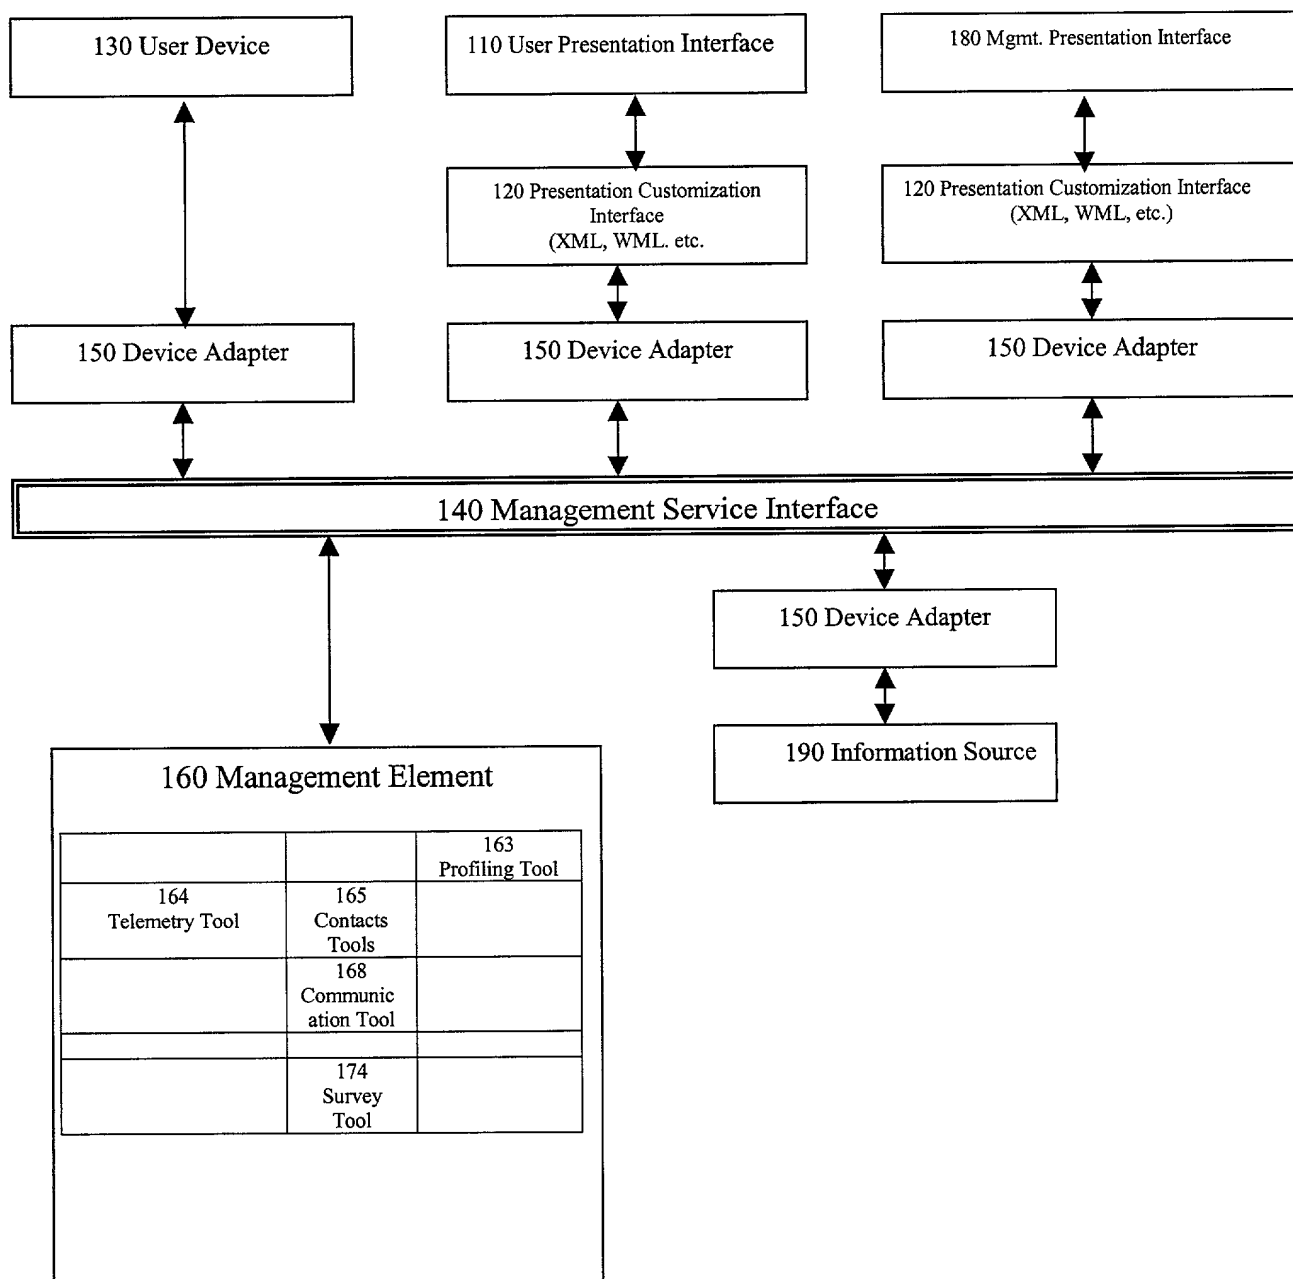 130 User Device
110 User Presentation Interface
180 Mgmt. Presentation Interface
120 Presentation Customization
Interface
(XML, WML. etc.
120 Presentation Customization Interface
(XML, WML, etc.)
150 Device Adapter
150 Device Adapter
150 Device Adapter
140 Management Service Interface
150 Device Adapter
190 Information Source
160 Management Element
163
Profiling Tool
164
Telemetry Tool
165
Contacts
Tools
168
Communic
ation Tool
174
Survey
Tool